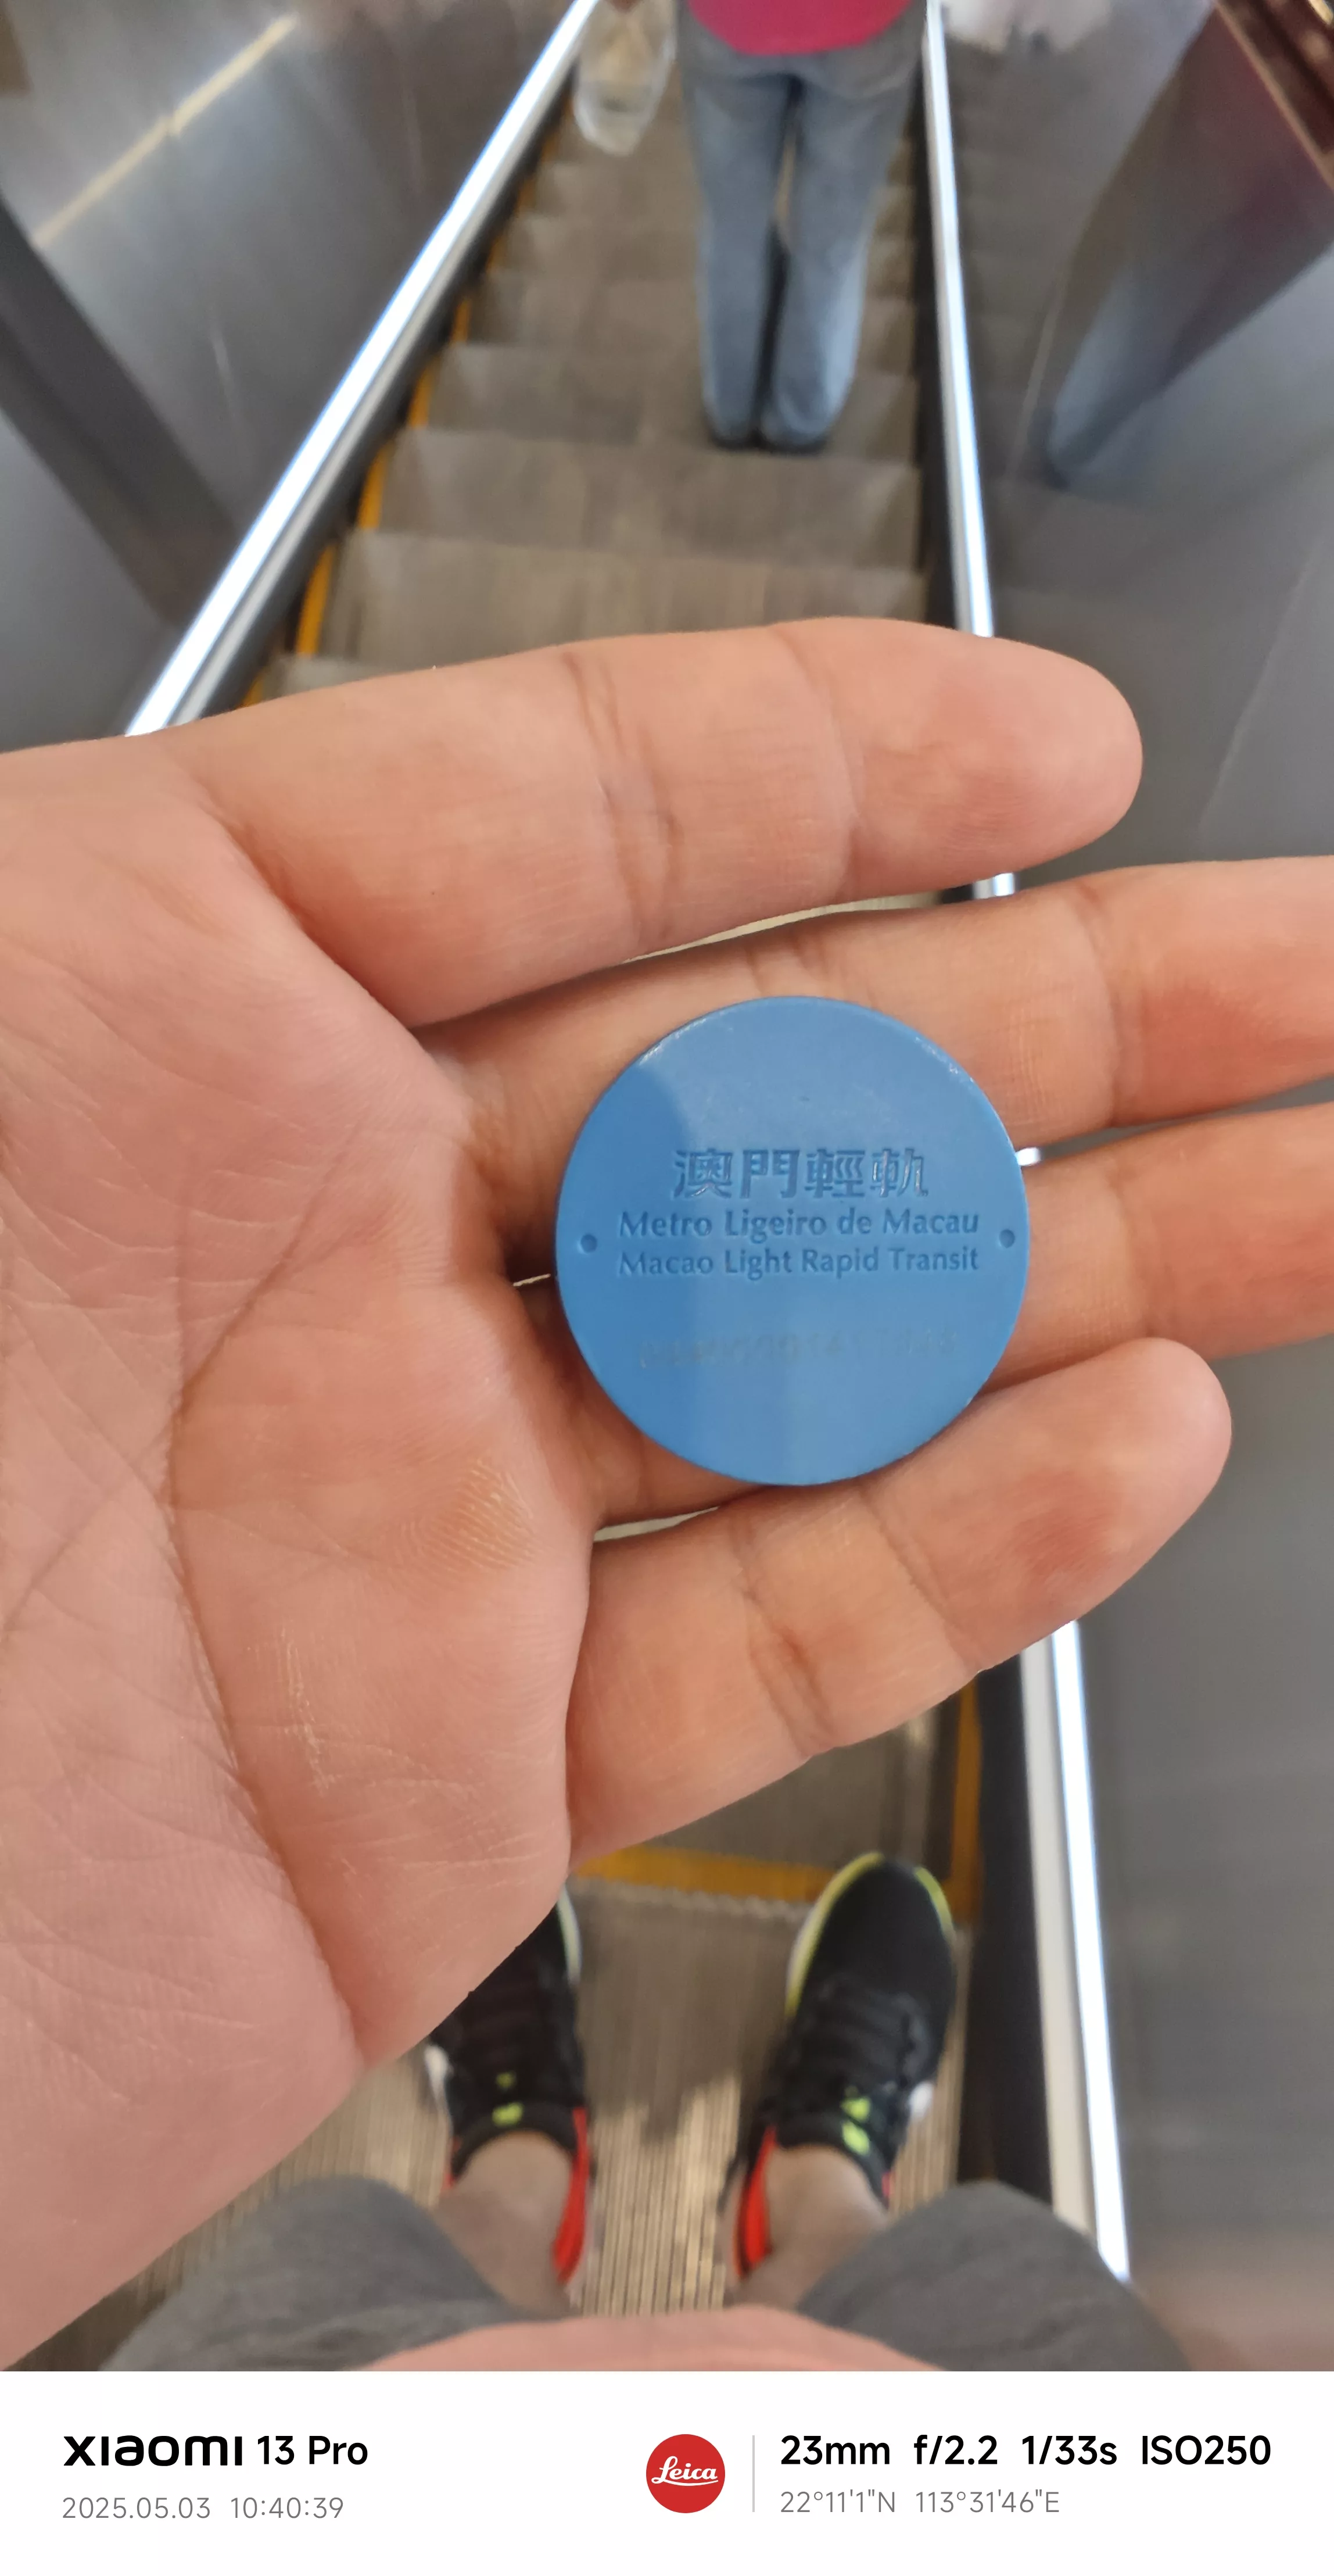 澳門輕軌
Metro Ligeiro de Macau
Macao Light Rapid Transit
xiaomi 13 Pro
2025.05.03 10:40:39
Leica
23mm f/2.2 1/33s ISO250
22°11'1"N 113°31'46"E